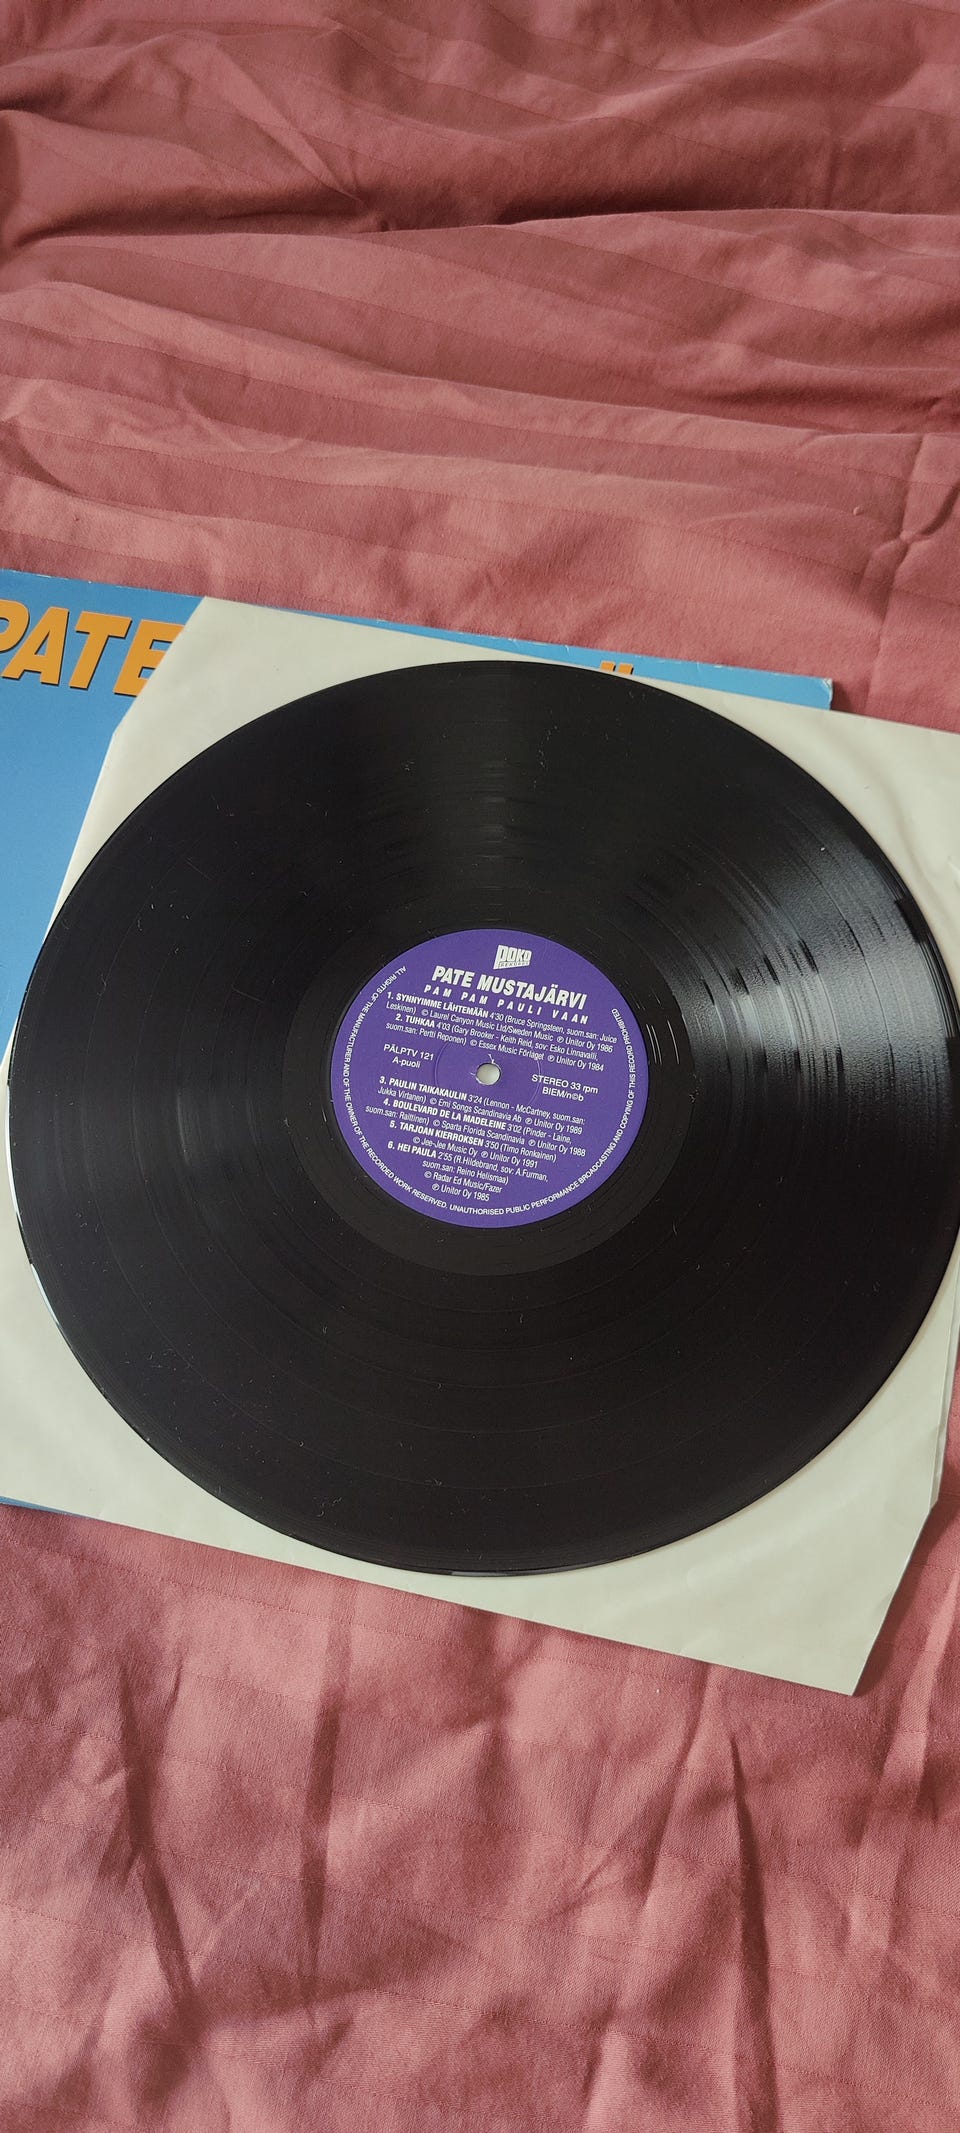 PATE
POKO
RECORDS
PATE MUSTAJÄRVI
PAM PAM PAULI VAAN
1. SYNNYIMME LÄHTEMÄÄN 4'30 (Bruce Springsteen, suom.san: Juice
Leskinen) © Laurel Canyon Music Ltd/Sweden Music ℗ Unitor Oy 1986
2. TUHKAA 4'03 (Gary Brooker - Keith Reid, sov: Esko Linnavalli,
suom.san: Pertti Reponen) © Essex Music Förlaget ℗ Unitor Oy 1984
PÄLPTV 121
A-puoli
STEREO 33 rpm
BIEM/n©b
3. PAULIN TAIKAKAULIN 3'24 (Lennon - McCartney, suom.san:
Jukka Virtanen) © Emi Songs Scandinavia Ab ℗ Unitor Oy 1989
4. BOULEVARD DE LA MADELEINE 3'02 (Pinder - Laine,
suom.san: Raittinen) © Sparta Florida Scandinavia ℗ Unitor Oy 1988
5. TARJOAN KIERROKSEN 3'50 (Timo Ronkainen)
© Jee-Jee Music Oy ℗ Unitor Oy 1991
6. HEI PAULA 2'55 (R.Hildebrand, sov: A.Furman,
suom.san: Reino Helismaa)
© Radar Ed Music/Fazer
℗ Unitor Oy 1985
ALL RIGHTS OF THE MANUFACTURER AND OF THE OWNER OF THE RECORDED WORK RESERVED. UNAUTHORISED PUBLIC PERFORMANCE BROADCASTING AND COPYING OF THIS RECORD PROHIBITED